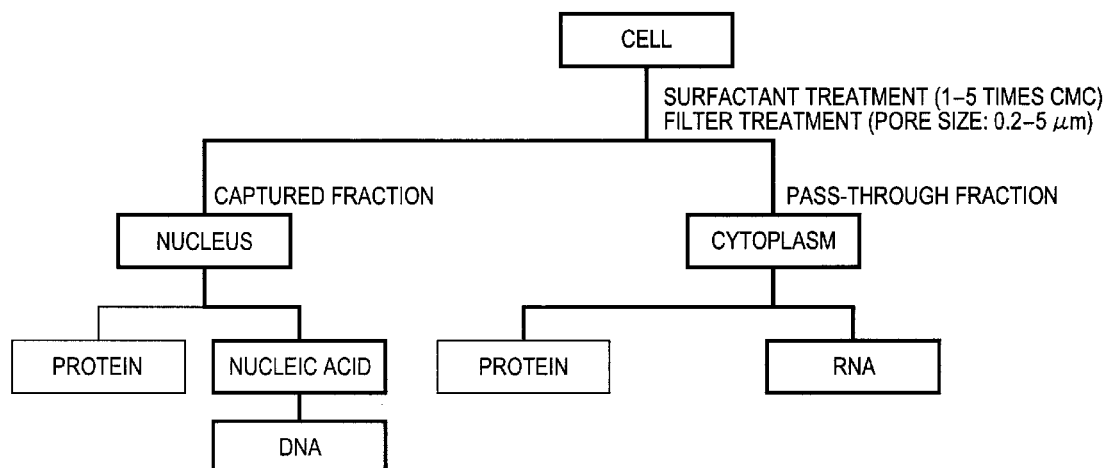 CELL
SURFACTANT TREATMENT (1–5 TIMES CMC)
FILTER TREATMENT (PORE SIZE: 0.2–5 μm)
CAPTURED FRACTION
PASS-THROUGH FRACTION
NUCLEUS
CYTOPLASM
PROTEIN
NUCLEIC ACID
PROTEIN
RNA
DNA